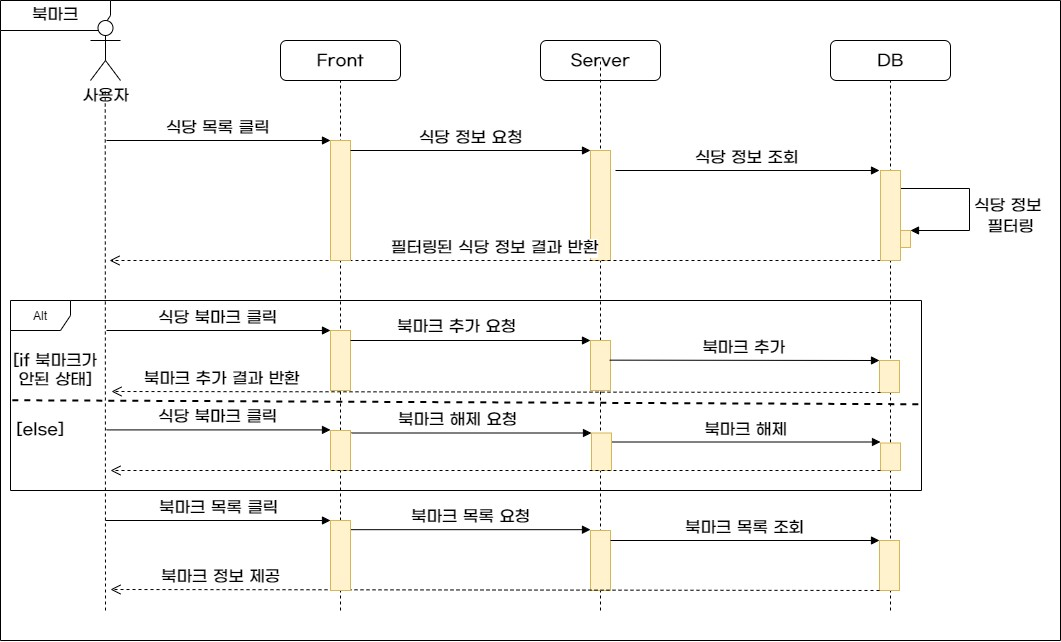 북마크
Front
Server
DB
사용자
식당 목록 클릭
식당 정보 요청
식당 정보 조회
식당 정보
필터링
필터링된 식당 정보 결과 반환
Alt
식당 북마크 클릭
북마크 추가 요청
북마크 추가
[if 북마크가
안된 상태]
북마크 추가 결과 반환
[else]
식당 북마크 클릭
북마크 해제 요청
북마크 해제
북마크 목록 클릭
북마크 목록 요청
북마크 목록 조회
북마크 정보 제공